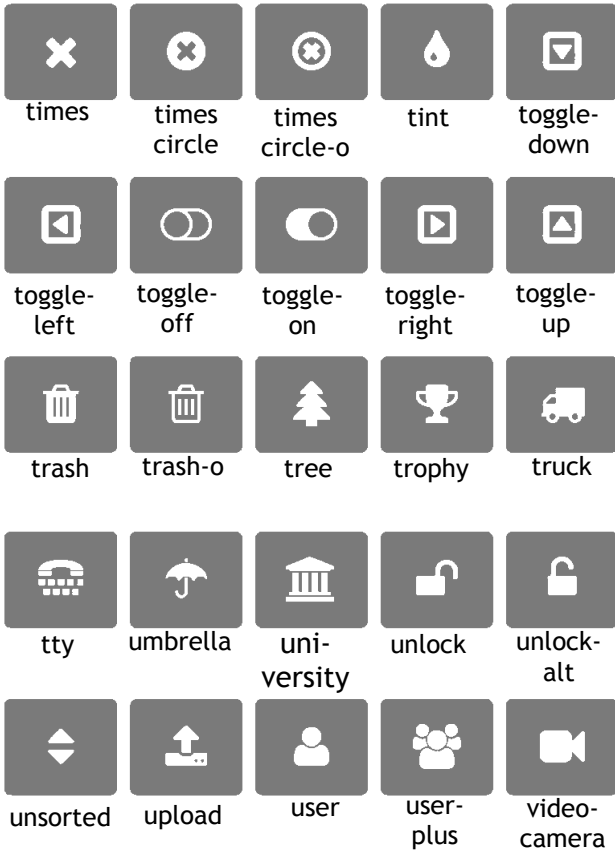 times
times
circle
times
circle-o
tint
toggle-
down
toggle-
left
toggle-
off
toggle-
on
toggle-
right
toggle-
up
trash
trash-o
tree
trophy
truck
tty
umbrella
uni-
versity
unlock
unlock-
alt
unsorted
upload
user
user-
plus
video-
camera